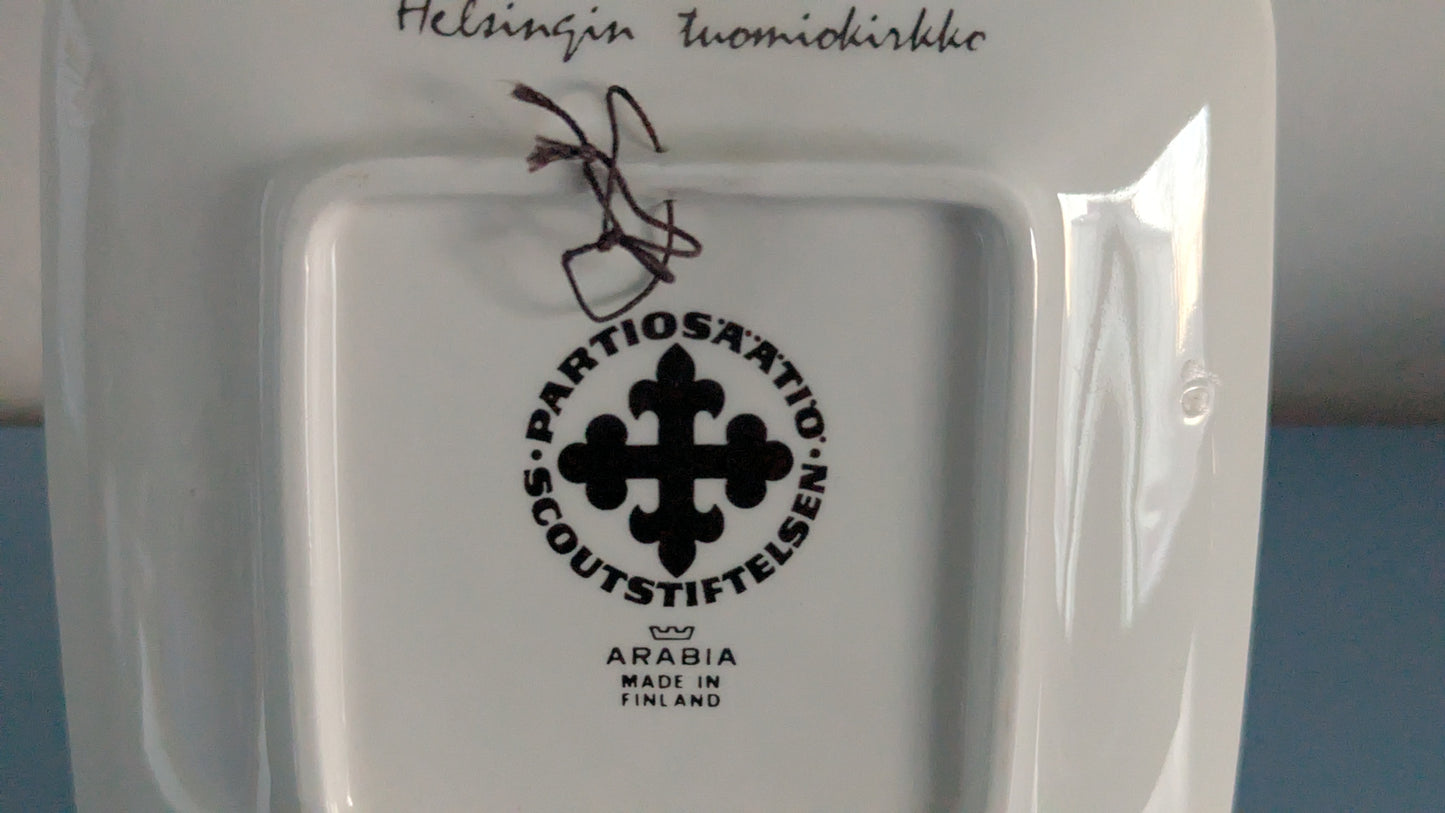 Helsingin tuomiokirkko
PARTIOSÄÄTIÖ
SCOUTSTIFTELSEN
ARABIA
MADE IN
FINLAND